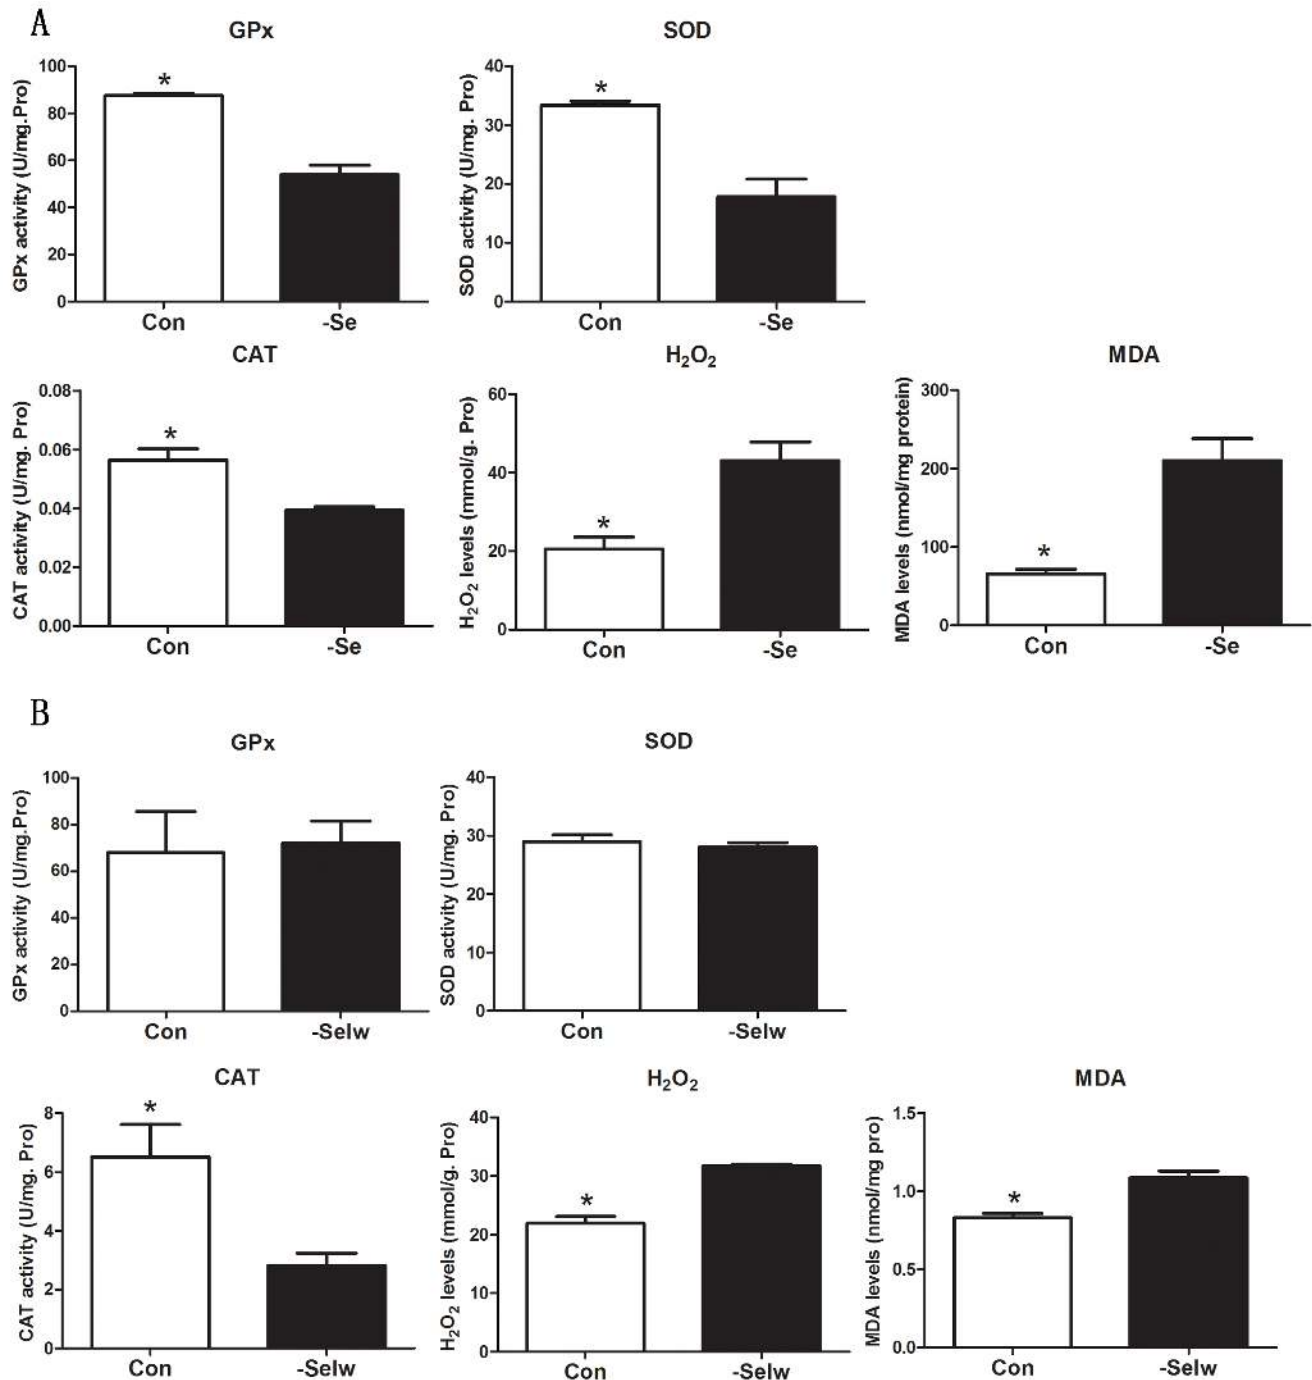 A
GPx
SOD
GPx activity (U/mg.Pro)
100
80
60
40
20
0
*
Con
-Se
SOD activity (U/mg. Pro)
40
30
20
10
0
*
Con
-Se
CAT
H₂O₂
MDA
CAT activity (U/mg. Pro)
0.08
0.06
0.04
0.02
0.00
*
Con
-Se
H₂O₂ levels (mmol/g. Pro)
60
40
20
0
*
Con
-Se
MDA levels (nmol/mg protein)
300
200
100
0
*
Con
-Se
B
GPx
SOD
GPx activity (U/mg.Pro)
100
80
60
40
20
0
Con
-Selw
SOD activity (U/mg. Pro)
40
30
20
10
0
Con
-Selw
CAT
H₂O₂
MDA
CAT activity (U/mg. Pro)
8
6
4
2
0
*
Con
-Selw
H₂O₂ levels (mmol/g. Pro)
40
30
20
10
0
*
Con
-Selw
MDA levels (nmol/mg pro)
1.5
1.0
0.5
0.0
*
Con
-Selw